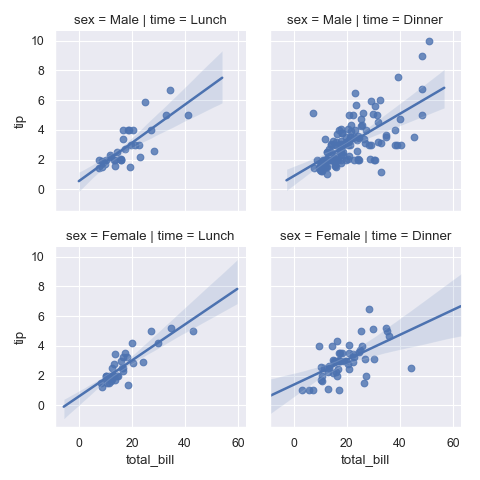 sex = Male | time = Lunch
sex = Male | time = Dinner
10
8
6
4
2
0
tip
sex = Female | time = Lunch
sex = Female | time = Dinner
10
8
6
4
2
0
tip
0 20 40 60
0 20 40 60
total_bill
total_bill